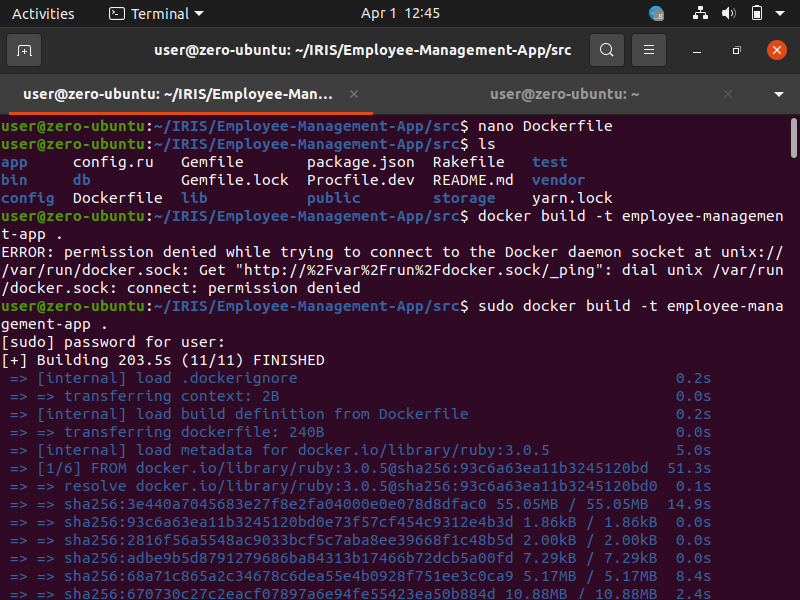 Activities Terminal Apr 1 12:45
user@zero-ubuntu: ~/IRIS/Employee-Management-App/src
user@zero-ubuntu: ~/IRIS/Employee-Man... user@zero-ubuntu: ~
user@zero-ubuntu:~/IRIS/Employee-Management-App/src$ nano Dockerfile
user@zero-ubuntu:~/IRIS/Employee-Management-App/src$ ls
app config.ru Gemfile package.json Rakefile test
bin db Gemfile.lock Procfile.dev README.md vendor
config Dockerfile lib public storage yarn.lock
user@zero-ubuntu:~/IRIS/Employee-Management-App/src$ docker build -t employee-managemen
t-app .
ERROR: permission denied while trying to connect to the Docker daemon socket at unix://
/var/run/docker.sock: Get "http://%2Fvar%2Frun%2Fdocker.sock/_ping": dial unix /var/run
/docker.sock: connect: permission denied
user@zero-ubuntu:~/IRIS/Employee-Management-App/src$ sudo docker build -t employee-mana
gement-app .
[sudo] password for user:
[+] Building 203.5s (11/11) FINISHED
=> [internal] load .dockerignore 0.2s
=> => transferring context: 2B 0.0s
=> [internal] load build definition from Dockerfile 0.2s
=> => transferring dockerfile: 240B 0.0s
=> [internal] load metadata for docker.io/library/ruby:3.0.5 5.0s
=> [1/6] FROM docker.io/library/ruby:3.0.5@sha256:93c6a63ea11b3245120bd 51.3s
=> => resolve docker.io/library/ruby:3.0.5@sha256:93c6a63ea11b3245120bd0 0.1s
=> => sha256:3e440a7045683e27f8e2fa04000e0e078d8dfac0 55.05MB / 55.05MB 14.9s
=> => sha256:93c6a63ea11b3245120bd0e73f57cf454c9312e4b3d 1.86kB / 1.86kB 0.0s
=> => sha256:2816f56a5548ac9033bcf5c7aba8ee39668f1c48b5d 2.00kB / 2.00kB 0.0s
=> => sha256:adbe9b5d8791279686ba84313b17466b72dcb5a00fd 7.29kB / 7.29kB 0.0s
=> => sha256:68a71c865a2c34678c6dea55e4b0928f751ee3c0ca9 5.17MB / 5.17MB 8.4s
=> => sha256:670730c27c2eacf07897a6e94fe55423ea50b884d 10.88MB / 10.88MB 2.4s